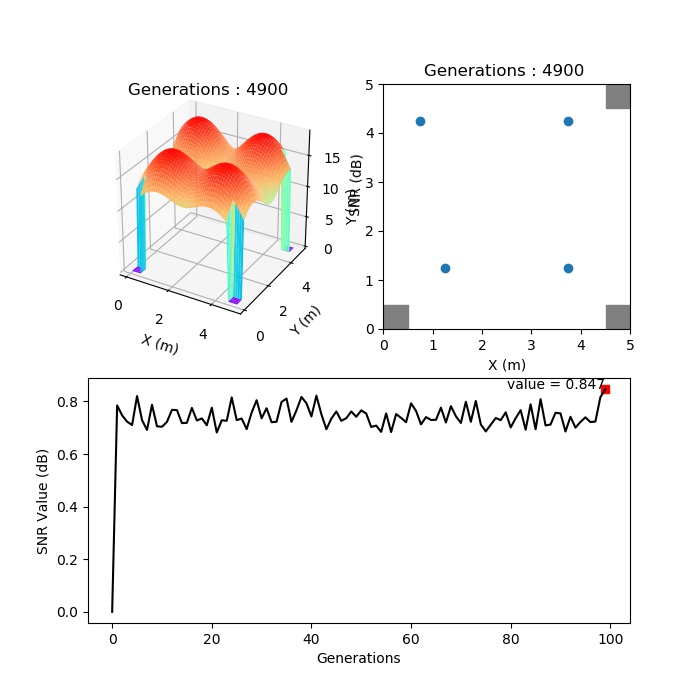 Generations : 4900
15
10
5
0
SNR (dB)
0
2
4
X (m)
0
2
4
Y (m)
Generations : 4900
5
4
3
2
1
0
Y (m)
0 1 2 3 4 5
X (m)
value = 0.847
0.8
0.6
0.4
0.2
0.0
SNR Value (dB)
0 20 40 60 80 100
Generations